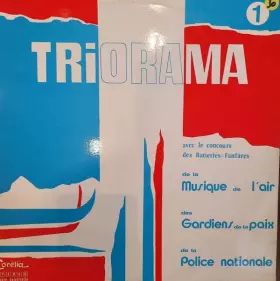 1
TRiORAMA
avec le concours
des Batteries-Fanfares
de la
Musique de l'air
des
Gardiens de la paix
de la
Police nationale
Corélia